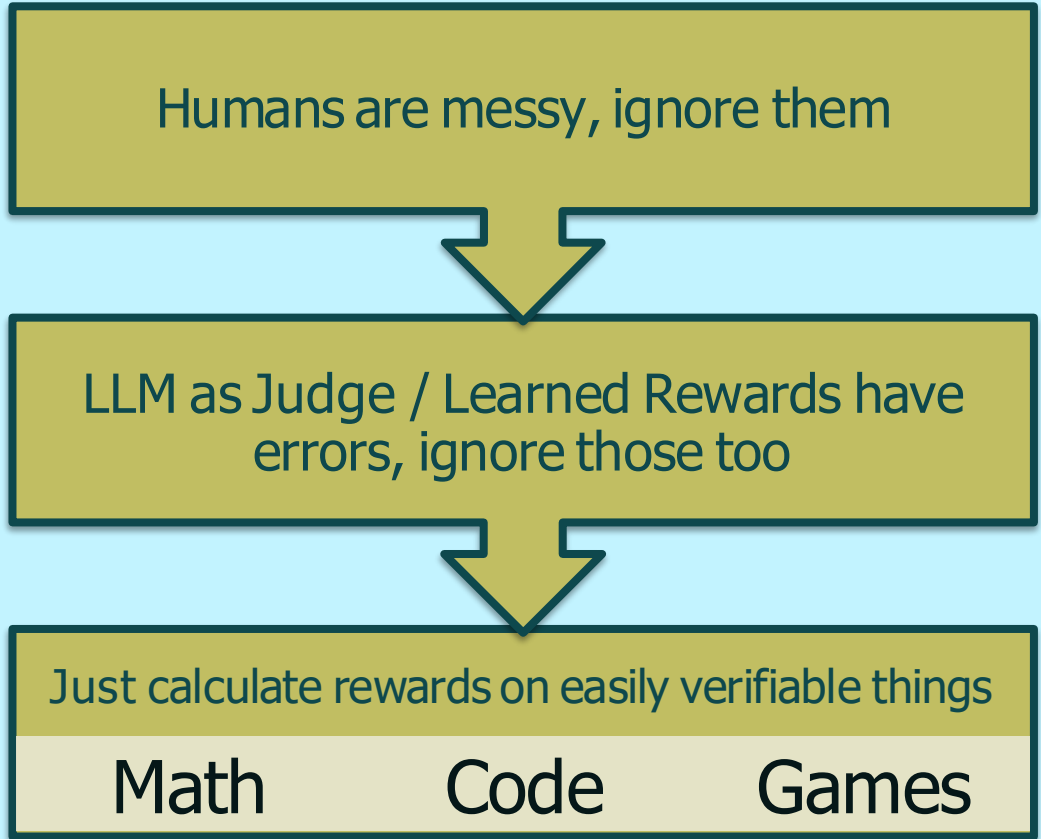 Humans are messy, ignore them
LLM as Judge / Learned Rewards have
errors, ignore those too
Just calculate rewards on easily verifiable things
Math Code Games